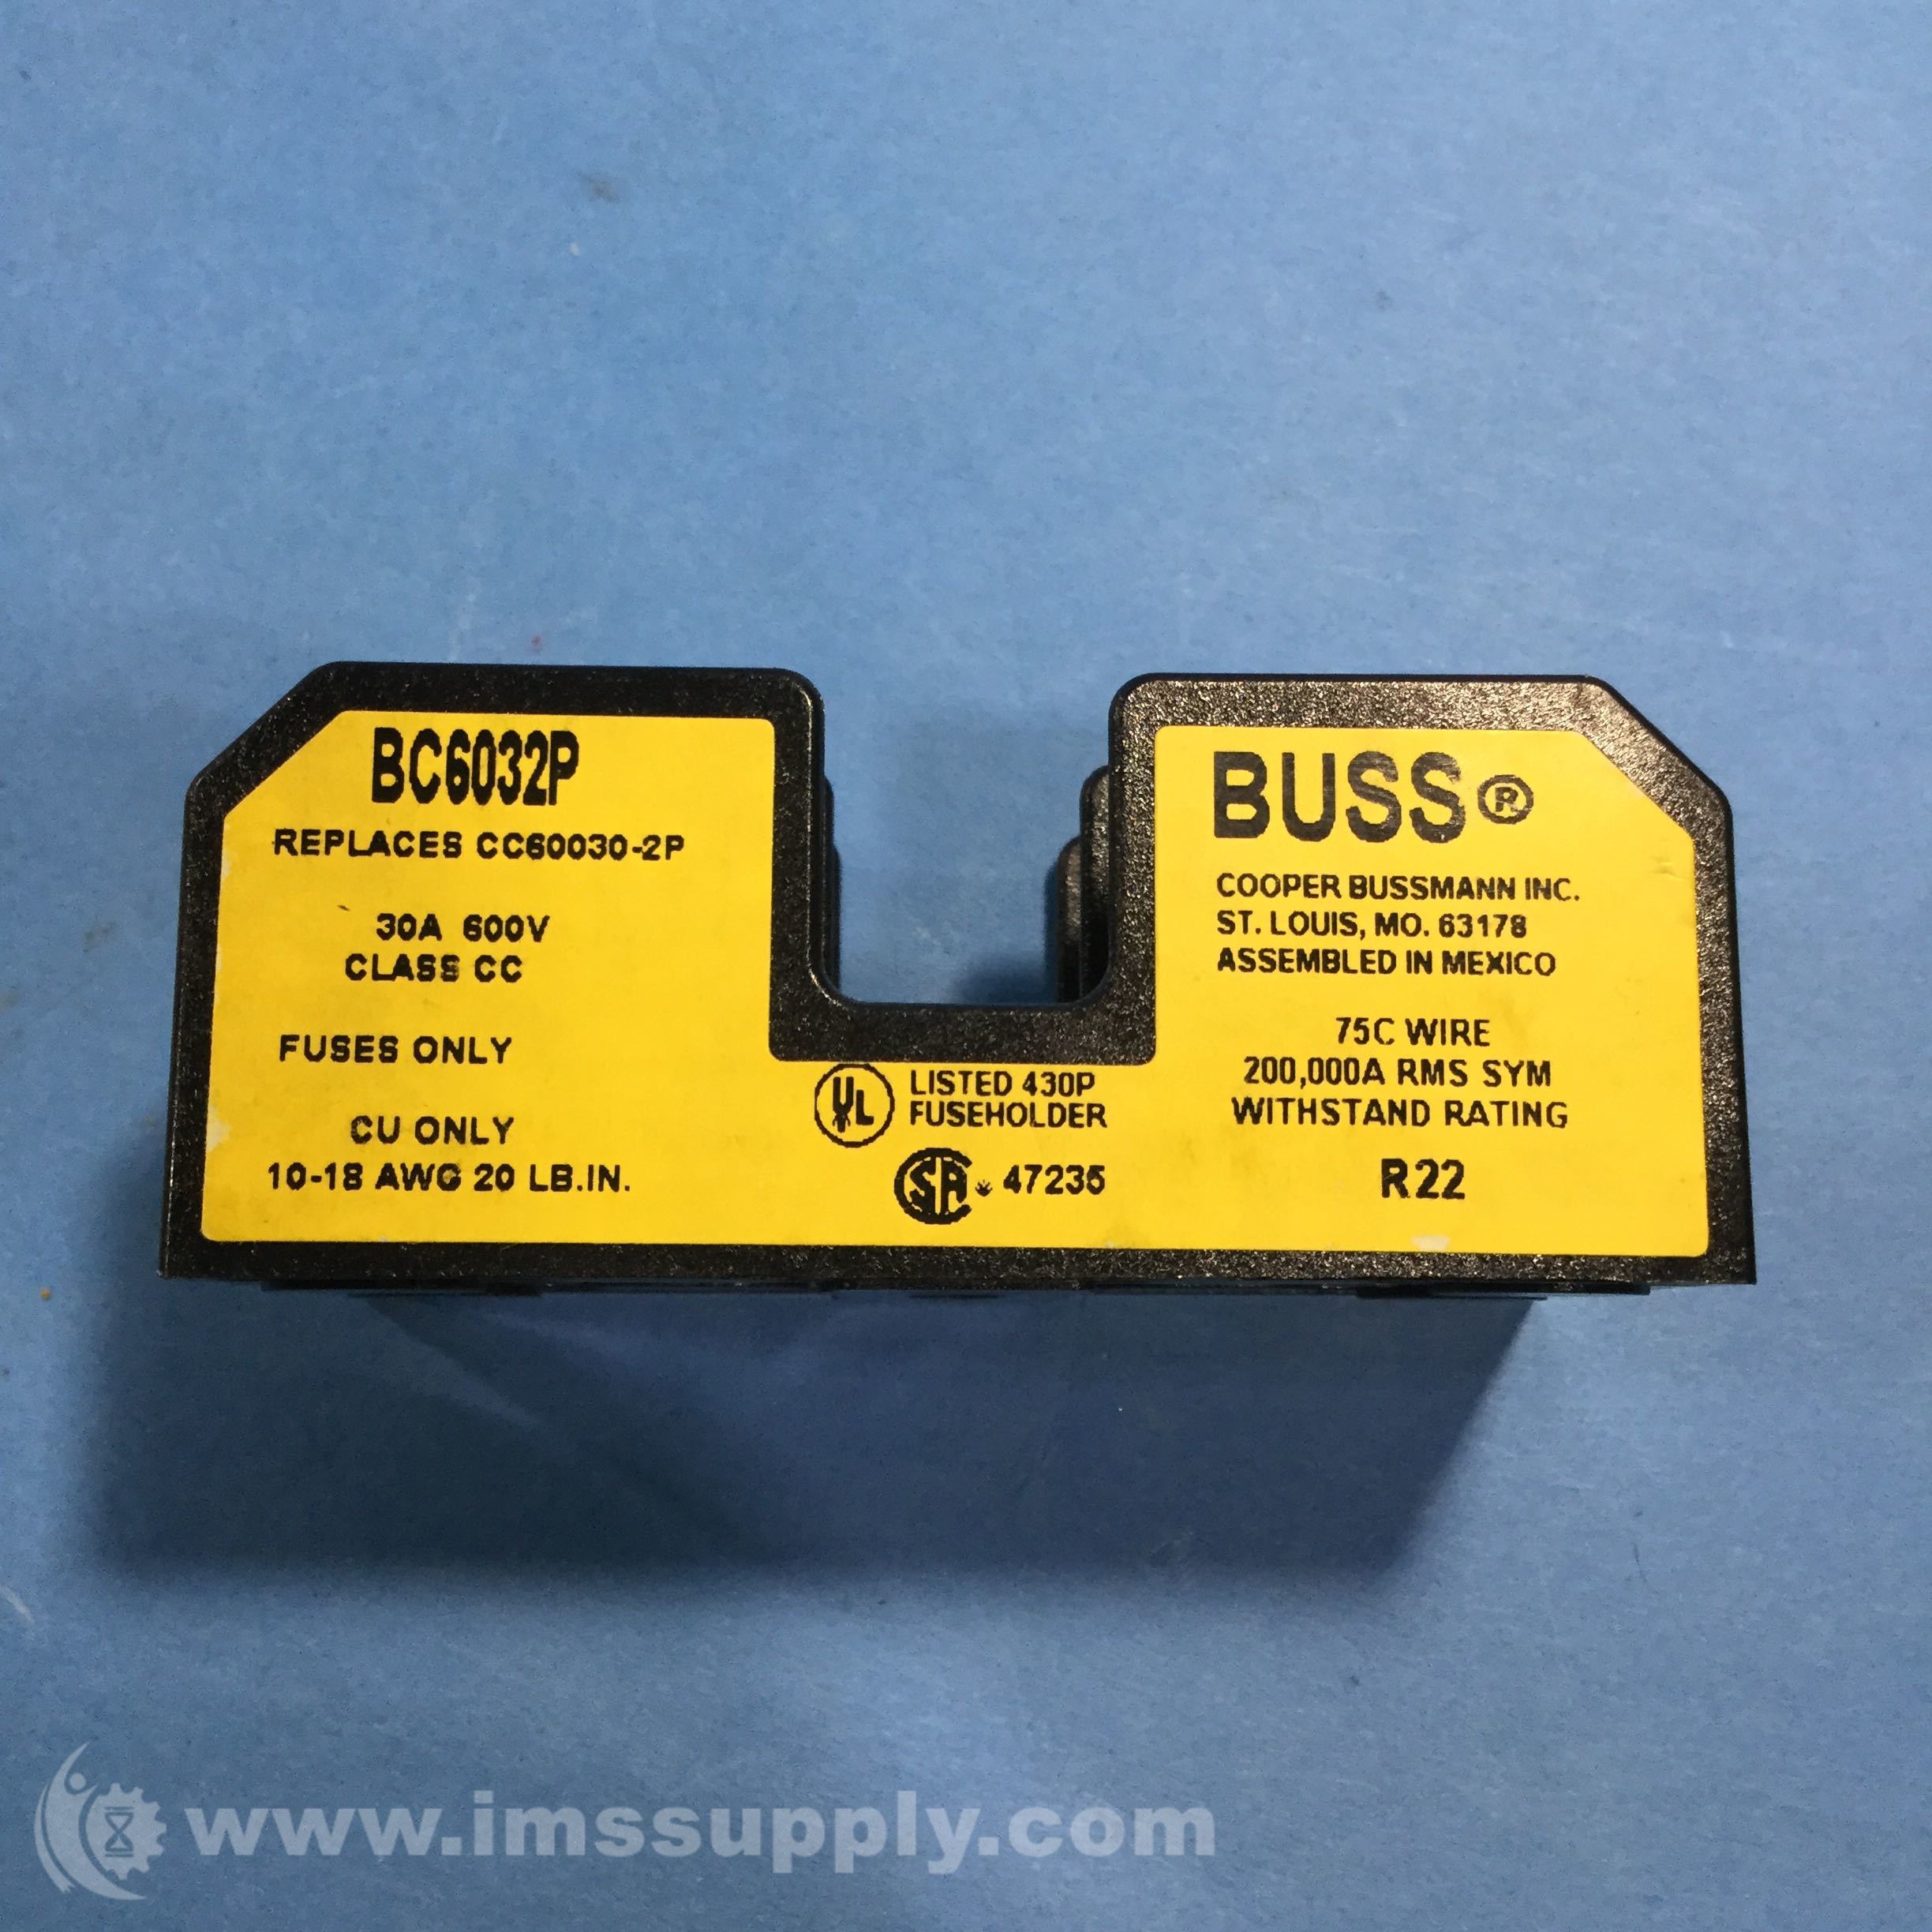 BC6032P
REPLACES CC60030-2P
30A 600V
CLASS CC
FUSES ONLY
CU ONLY
10-18 AWG 20 LB.IN.
UL LISTED 430P
FUSEHOLDER
SA 47235
BUSS®
COOPER BUSSMANN INC.
ST. LOUIS, MO. 63178
ASSEMBLED IN MEXICO
75C WIRE
200,000A RMS SYM
WITHSTAND RATING
R22
www.imssupply.com